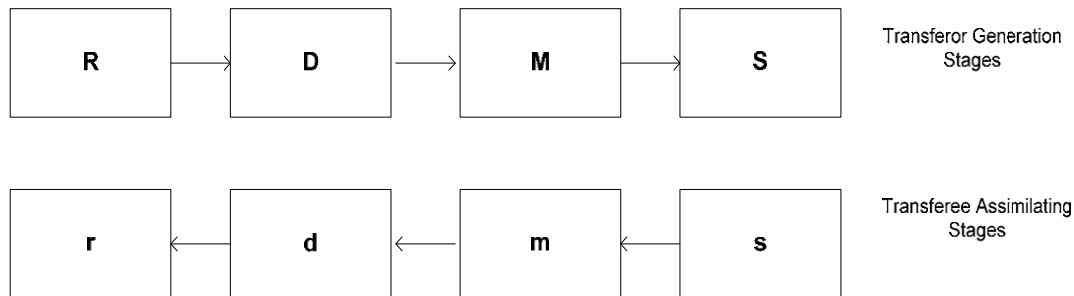 R D M S
Transferor Generation
Stages
r d m s
Transferee Assimilating
Stages